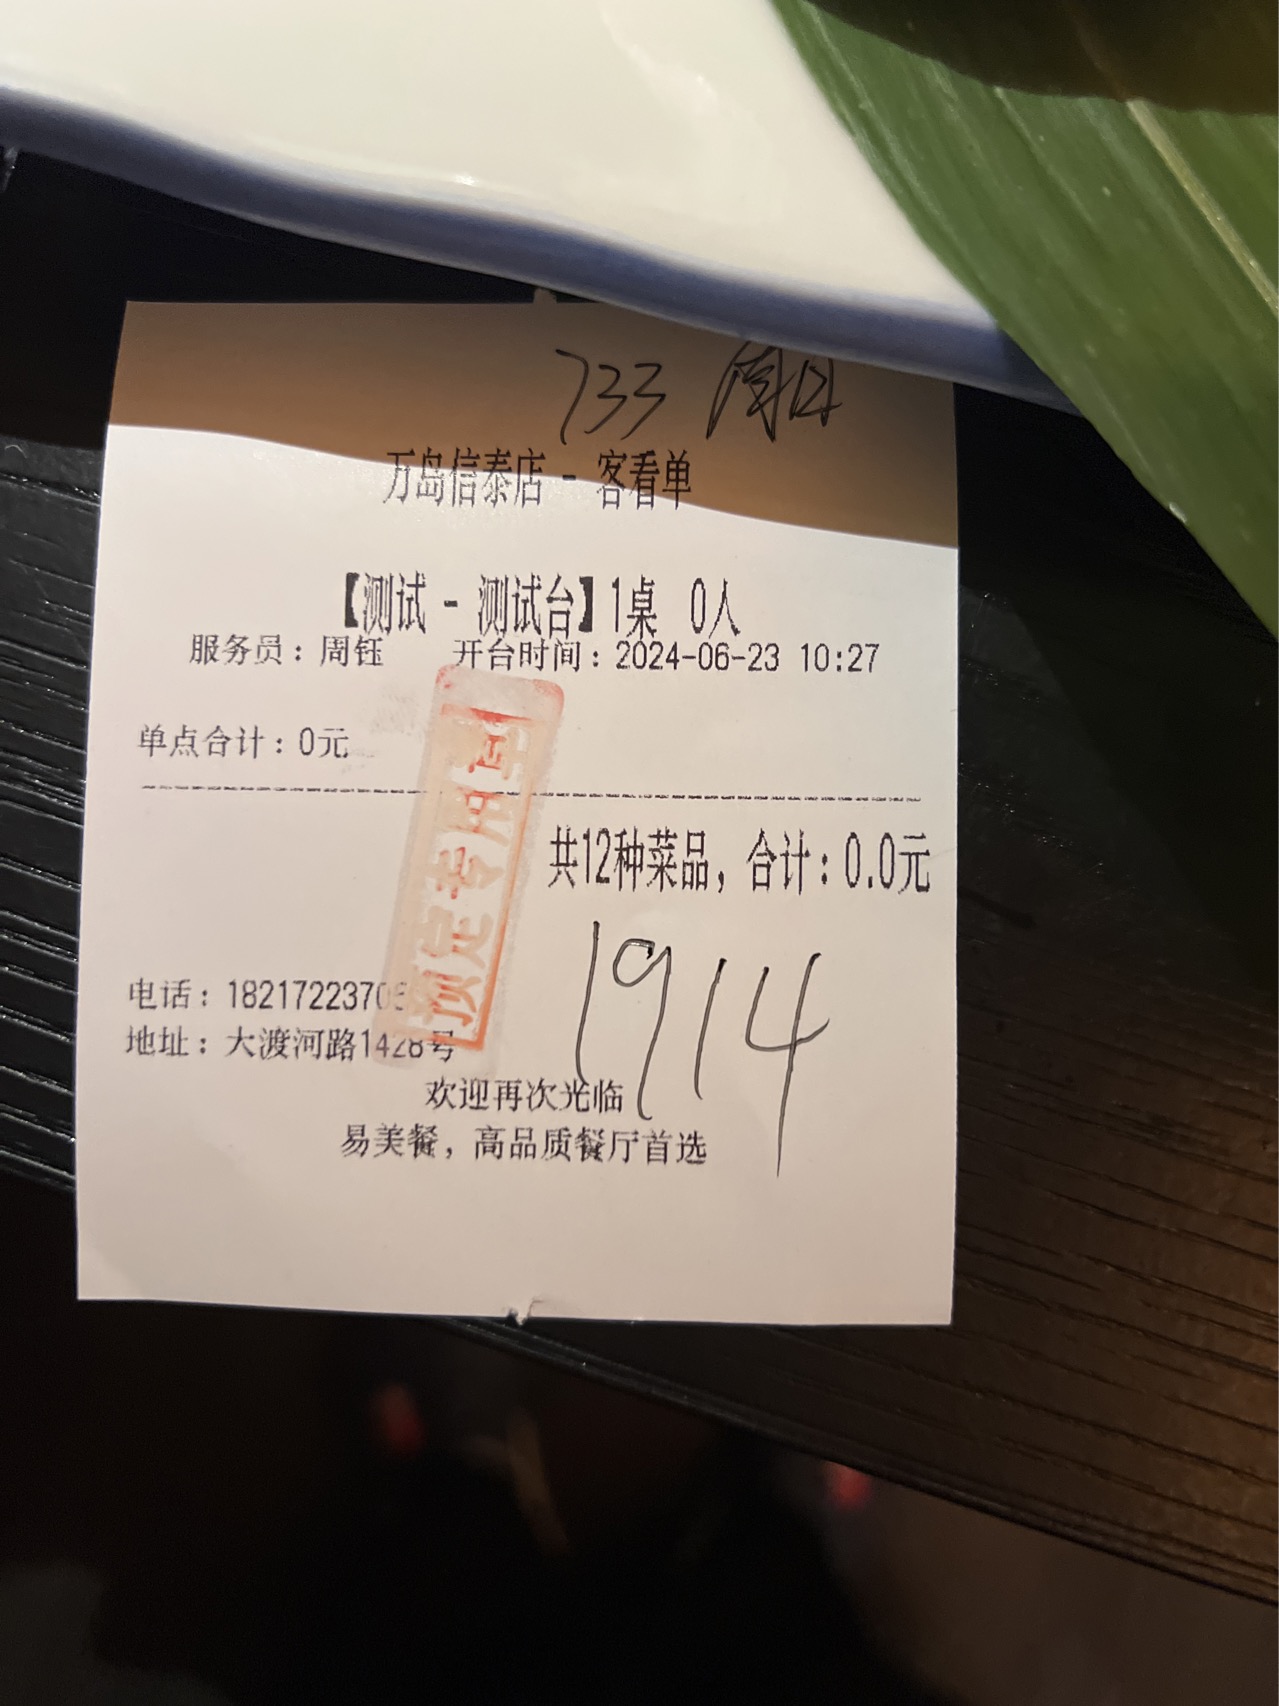 733
万岛信泰店 - 客看单
【测试 - 测试台】1桌 0人
服务员：周钰 开台时间：2024-06-23 10:27
单点合计：0元
共12种菜品，合计：0.0元
1914
电话：1821722370
地址：大渡河路1428号
欢迎再次光临
易美餐，高品质餐厅首选